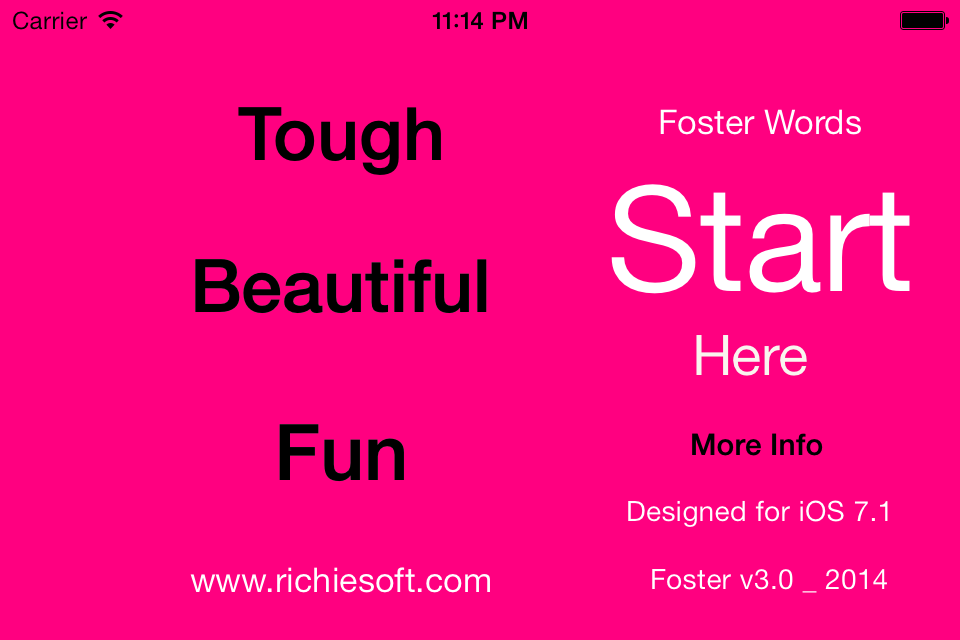 Carrier
11:14 PM
Tough
Beautiful
Fun
www.richiesoft.com
Foster Words
Start
Here
More Info
Designed for iOS 7.1
Foster v3.0 _ 2014